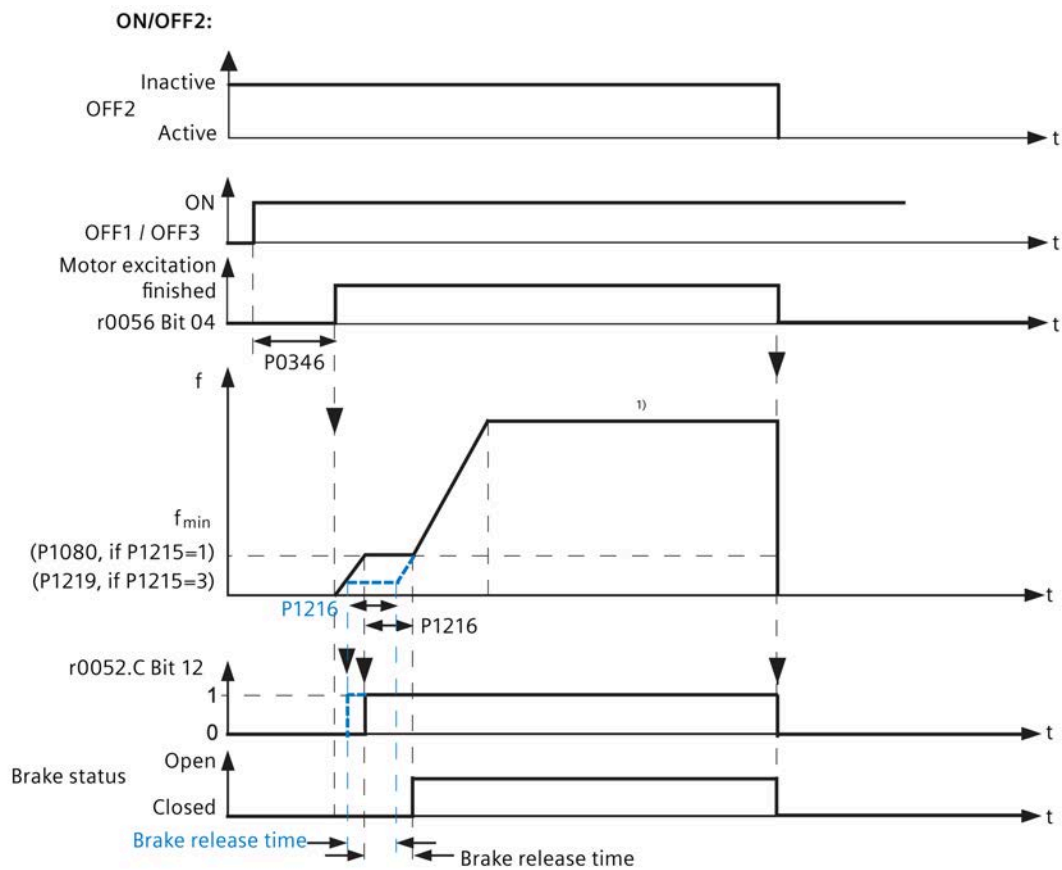 ON/OFF2:
Inactive
OFF2
Active
t
ON
OFF1 / OFF3
t
Motor excitation
finished
r0056 Bit 04
t
P0346
f
1)
fmin
(P1080, if P1215=1)
(P1219, if P1215=3)
t
P1216
P1216
r0052.C Bit 12
1
0
t
Open
Brake status
Closed
t
Brake release time
Brake release time